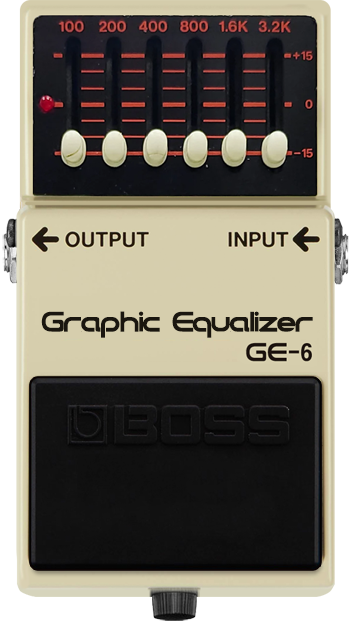 100 200 400 800 1.6K 3.2K
+15
0
-15
OUTPUT INPUT
Graphic Equalizer
GE-6
BOSS